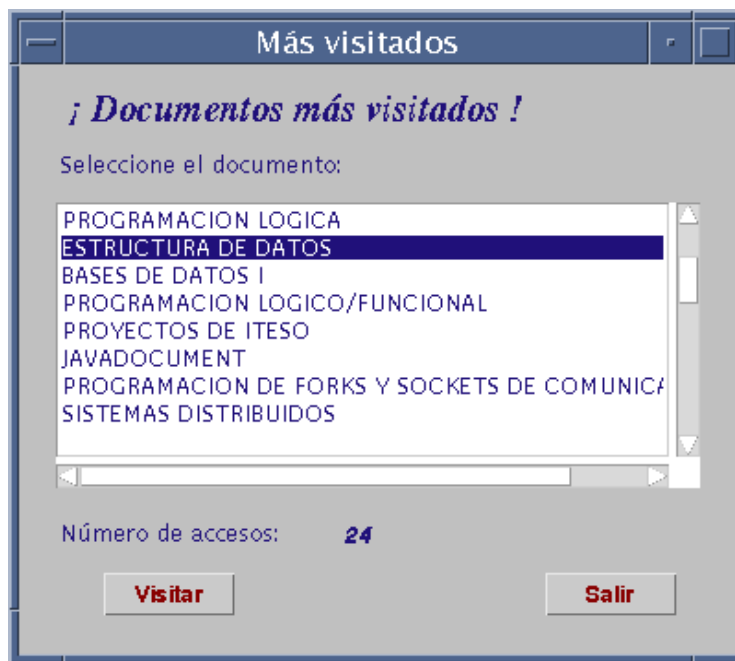 Más visitados
¡ Documentos más visitados !
Seleccione el documento:
PROGRAMACION LOGICA
ESTRUCTURA DE DATOS
BASES DE DATOS I
PROGRAMACION LOGICO/FUNCIONAL
PROYECTOS DE ITESO
JAVADOCUMENT
PROGRAMACION DE FORKS Y SOCKETS DE COMUNICA
SISTEMAS DISTRIBUIDOS
Número de accesos: 24
Visitar Salir